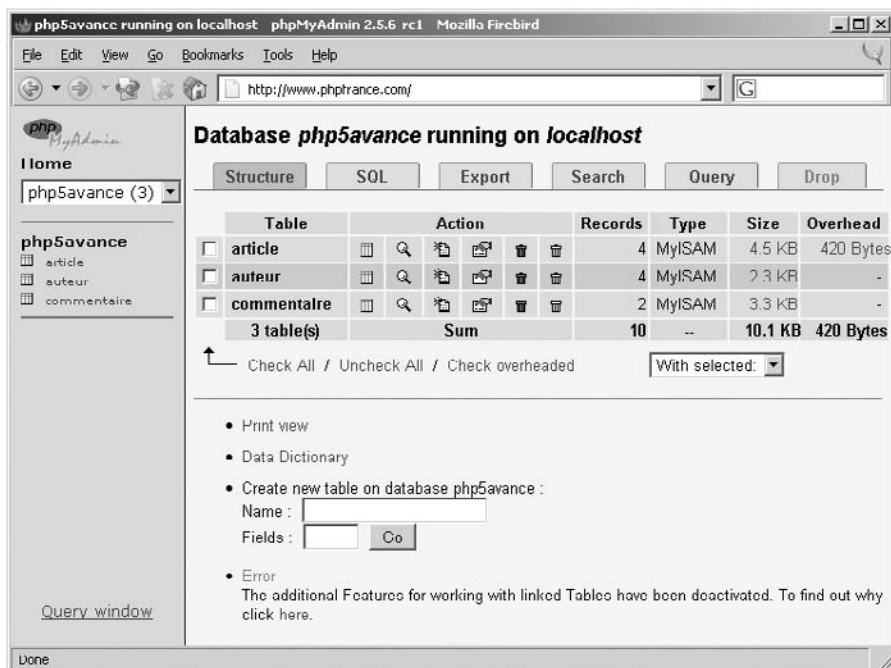 php5avance running on localhost phpMyAdmin 2.5.6 rc1 Mozilla Firebird
File Edit View Go Bookmarks Tools Help
http://www.phpfrance.com/ G
php MyAdmin
Home
php5avance (3)
php5avance
article
auteur
commentaire
Query window
Database php5avance running on localhost
Structure SQL Export Search Query Drop
Table Action Records Type Size Overhead
article 4 MyISAM 4.5 KB 420 Bytes
auteur 4 MyISAM 2.3 KB -
commentaire 2 MyISAM 3.3 KB -
3 table(s) Sum 10 -- 10.1 KB 420 Bytes
Check All / Uncheck All / Check overheaded With selected:
• Print view
• Data Dictionary
• Create new table on database php5avance :
Name :
Fields : Go
• Error
The additional Features for working with linked Tables have been deactivated. To find out why
click here.
Done